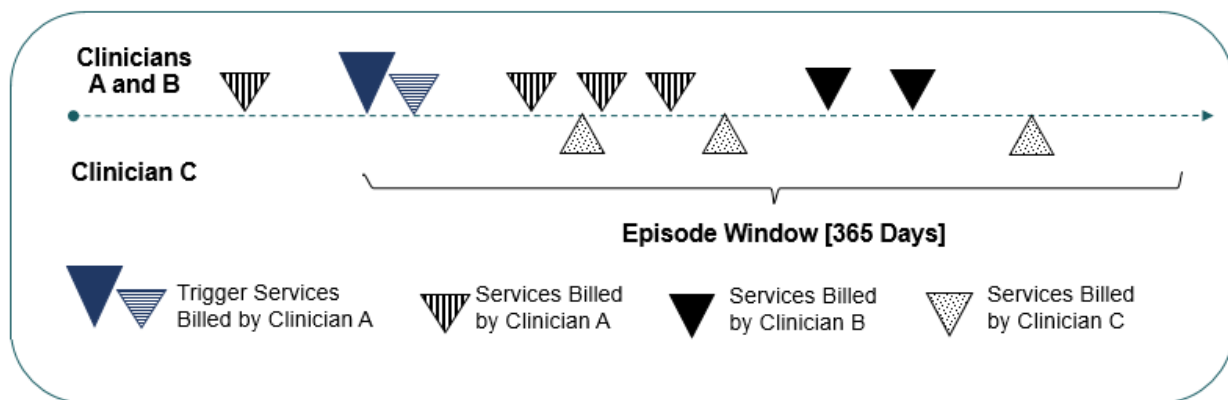 Clinicians
A and B
Clinician C
Episode Window [365 Days]
Trigger Services
Billed by Clinician A
Services Billed
by Clinician A
Services Billed
by Clinician B
Services Billed
by Clinician C